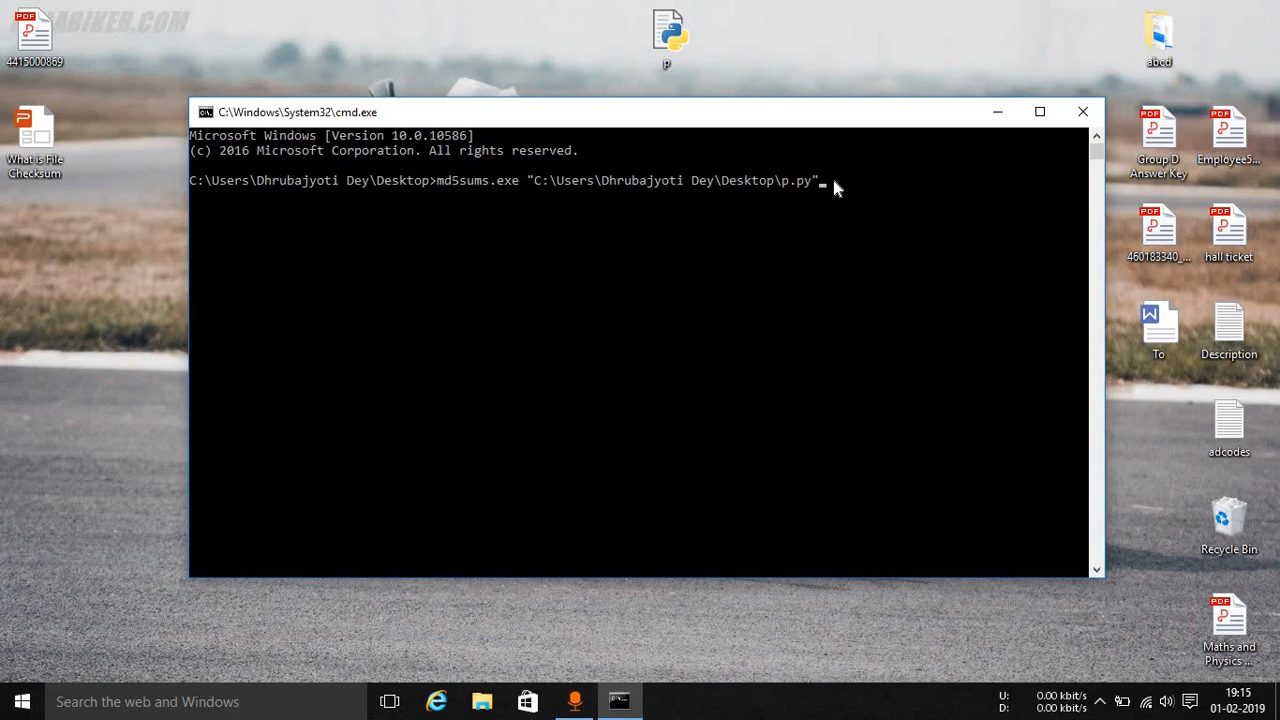 4415000869
What is File
Checksum
p
abcd
C:\Windows\System32\cmd.exe
Microsoft Windows [Version 10.0.10586]
(c) 2016 Microsoft Corporation. All rights reserved.
C:\Users\Dhrubajyoti Dey\Desktop>md5sums.exe "C:\Users\Dhrubajyoti Dey\Desktop\p.py"
Group D
Answer Key
Employee5...
460183340_...
hall ticket
To
Description
adcodes
Recycle Bin
Maths and
Physics ...
Search the web and Windows
U: 0.00 kbit/s
D: 0.00 kbit/s
19:15
01-02-2019